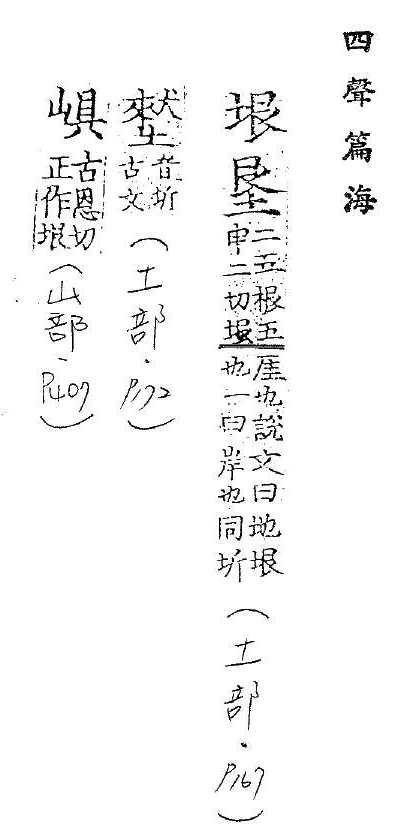 四聲篇海
垠垦
二五根五厓也說文曰地垠
申二切垠也一曰岸也同圻
（土部．P167）
音圻
古文
（土部．P172）
古恩切
正作垠
（山部．P407）